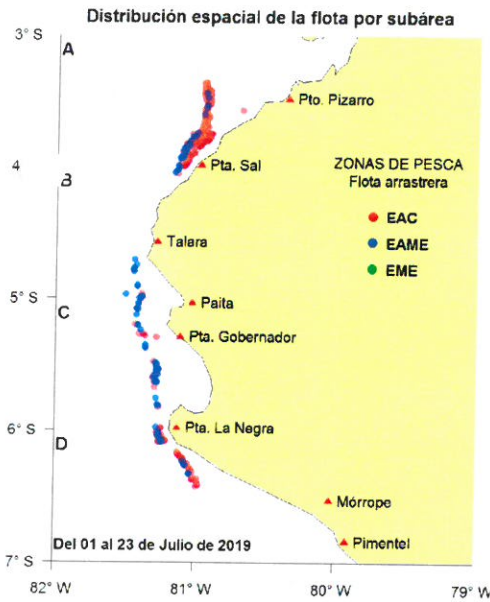 Distribución espacial de la flota por subárea
3° S
A
Pto. Pizarro
4
Pta. Sal
ZONAS DE PESCA
Flota arrastrera
B
EAC
EAME
EME
Talara
5° S
C
Paita
Pta. Gobernador
6° S
D
Pta. La Negra
Mórrope
Del 01 al 23 de Julio de 2019
Pimentel
7° S
82° W
81° W
80° W
79° W